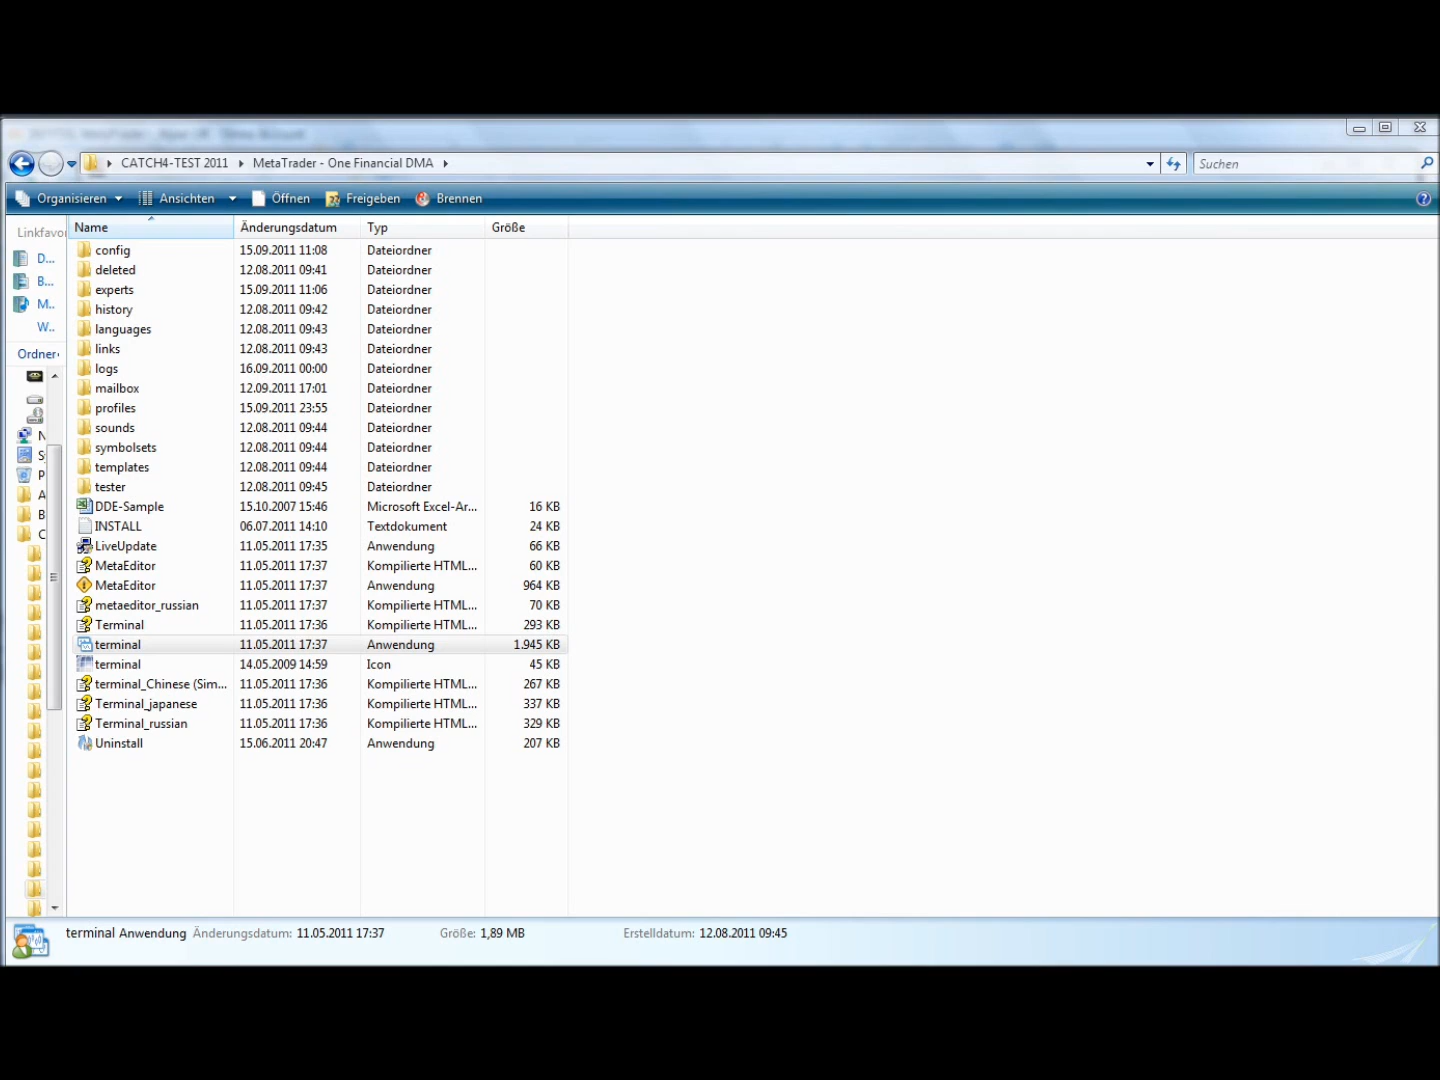 CATCH4-TEST 2011 MetaTrader - One Financial DMA Suchen
Organisieren Ansichten Öffnen Freigeben Brennen
Linkfavo Name Änderungsdatum Typ Größe
config 15.09.2011 11:08 Dateiordner
D... deleted 12.08.2011 09:41 Dateiordner
B... experts 15.09.2011 11:06 Dateiordner
M.. history 12.08.2011 09:42 Dateiordner
W.. languages 12.08.2011 09:43 Dateiordner
Ordner links 12.08.2011 09:43 Dateiordner
logs 16.09.2011 00:00 Dateiordner
mailbox 12.09.2011 17:01 Dateiordner
profiles 15.09.2011 23:55 Dateiordner
N sounds 12.08.2011 09:44 Dateiordner
S symbolsets 12.08.2011 09:44 Dateiordner
P templates 12.08.2011 09:44 Dateiordner
A tester 12.08.2011 09:45 Dateiordner
B DDE-Sample 15.10.2007 15:46 Microsoft Excel-Ar... 16 KB
C INSTALL 06.07.2011 14:10 Textdokument 24 KB
LiveUpdate 11.05.2011 17:35 Anwendung 66 KB
MetaEditor 11.05.2011 17:37 Kompilierte HTML... 60 KB
MetaEditor 11.05.2011 17:37 Anwendung 964 KB
metaeditor_russian 11.05.2011 17:37 Kompilierte HTML... 70 KB
Terminal 11.05.2011 17:36 Kompilierte HTML... 293 KB
terminal 11.05.2011 17:37 Anwendung 1.945 KB
terminal 14.05.2009 14:59 Icon 45 KB
terminal_Chinese (Sim... 11.05.2011 17:36 Kompilierte HTML... 267 KB
Terminal_japanese 11.05.2011 17:36 Kompilierte HTML... 337 KB
Terminal_russian 11.05.2011 17:36 Kompilierte HTML... 329 KB
Uninstall 15.06.2011 20:47 Anwendung 207 KB
terminal Anwendung Änderungsdatum: 11.05.2011 17:37 Größe: 1,89 MB Erstelldatum: 12.08.2011 09:45